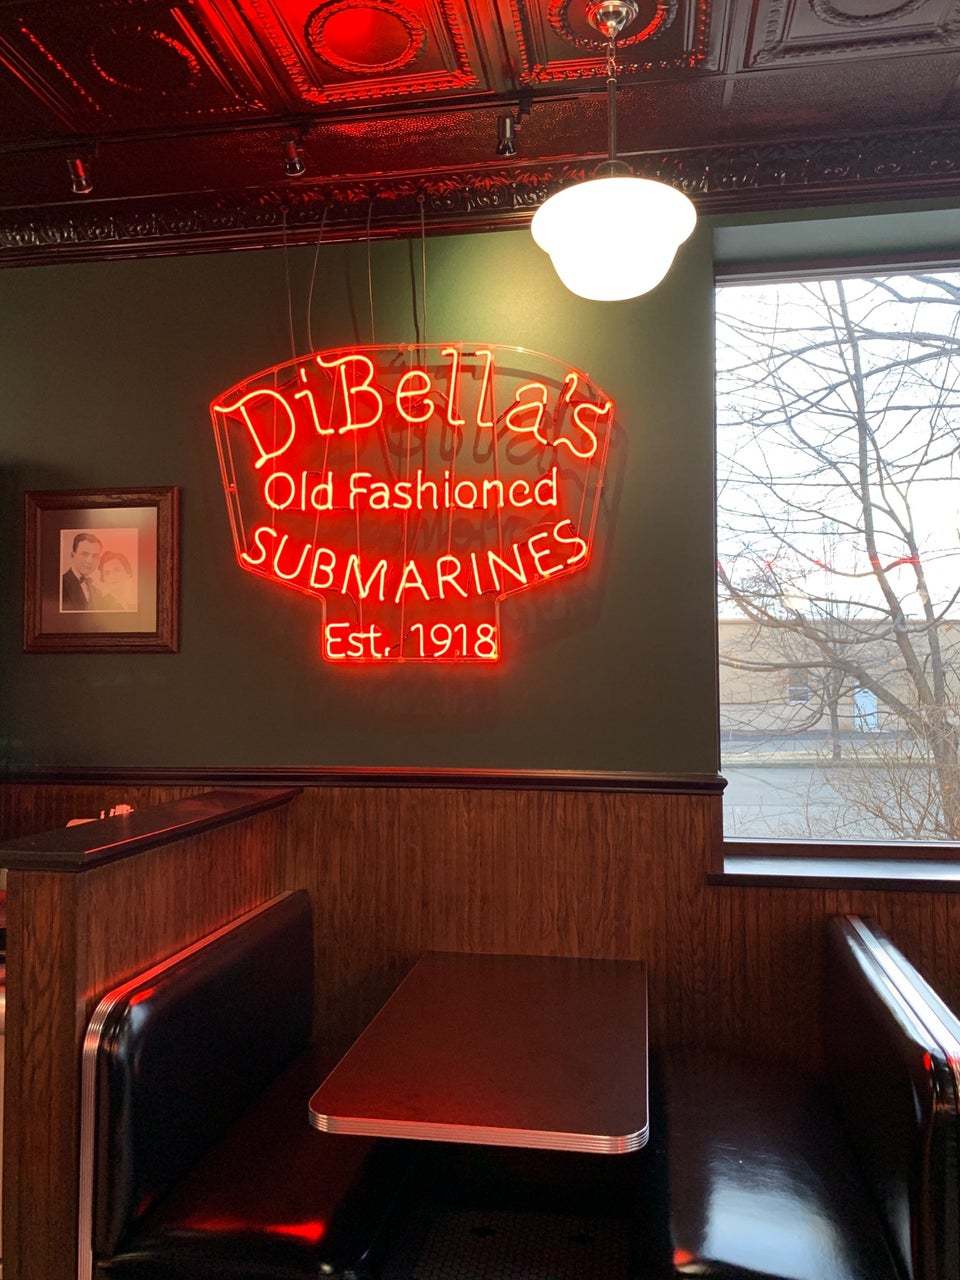 DiBella's
Old Fashioned
SUBMARINES
Est. 1918